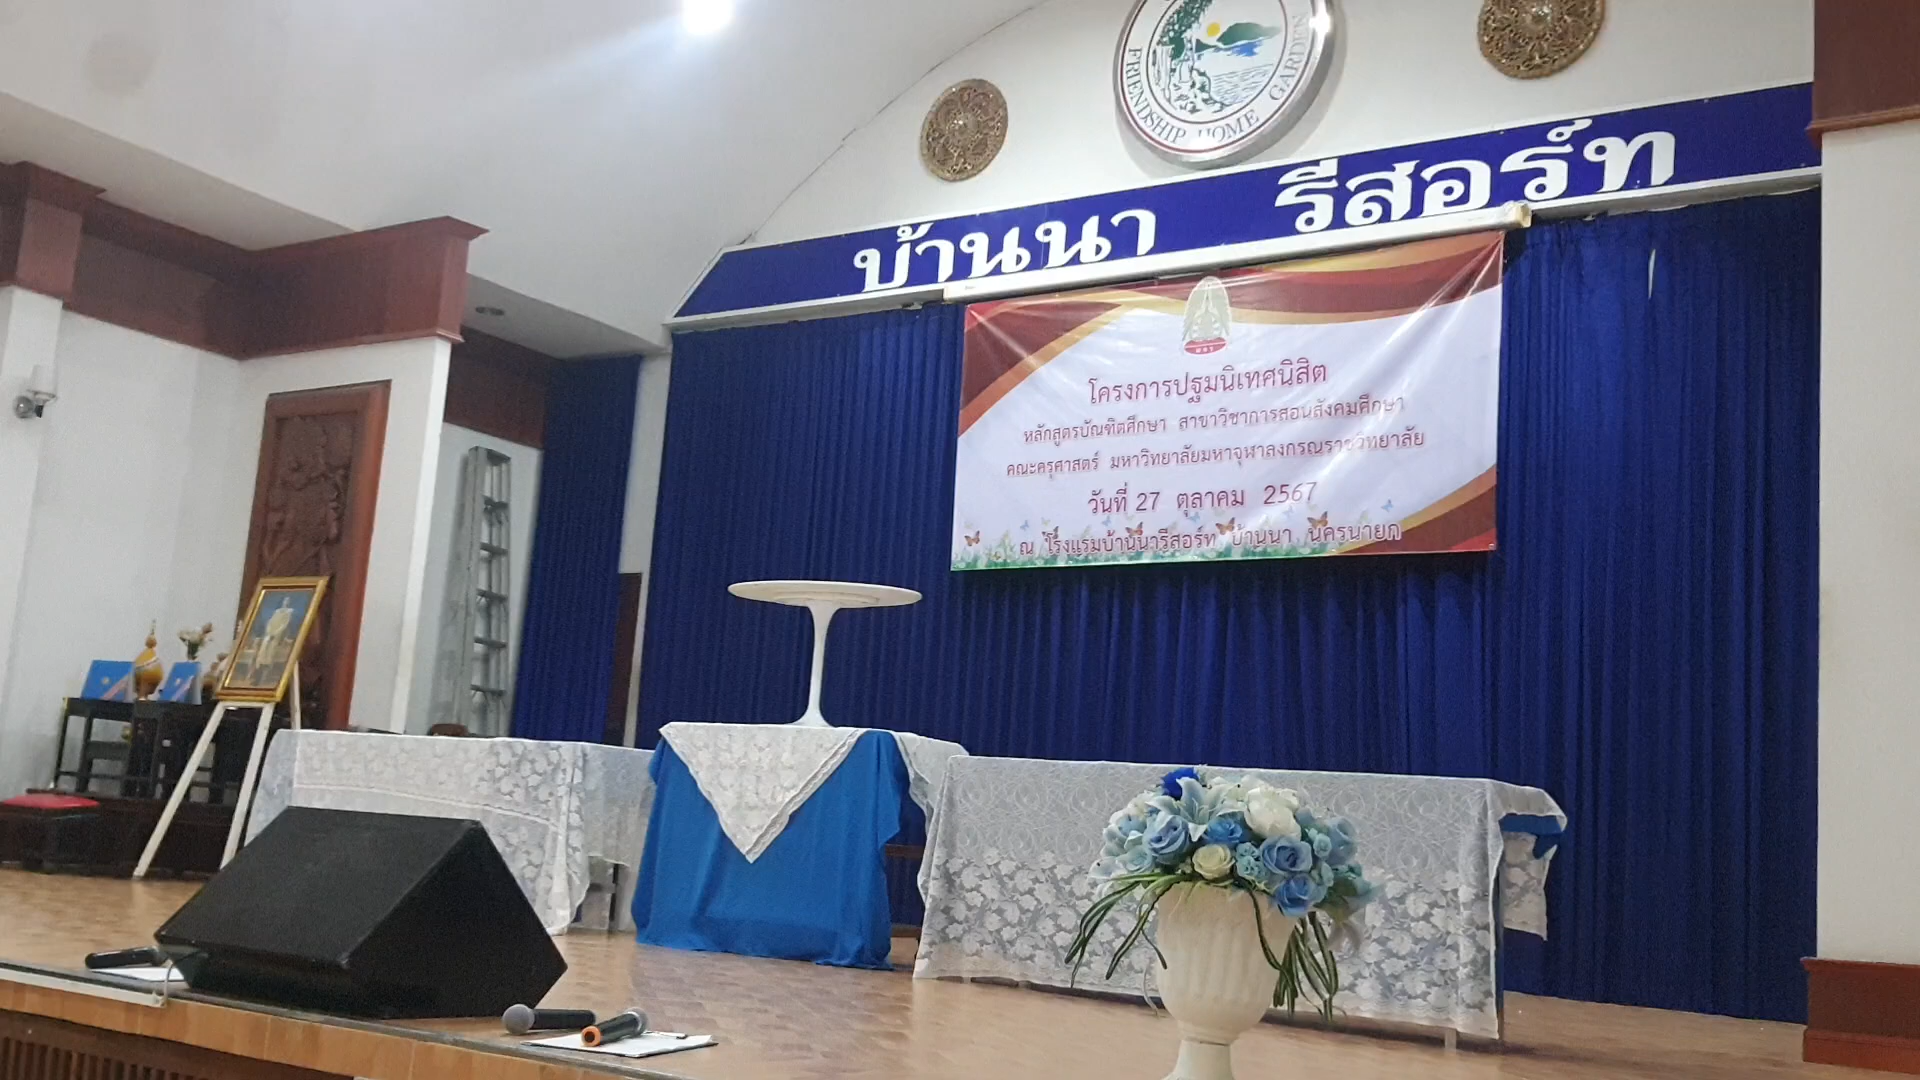 FRIENDSHIP HOME GARDEN
บ้านนา รีสอร์ท
มจร
โครงการปฐมนิเทศนิสิต
หลักสูตรบัณฑิตศึกษา สาขาวิชาการสอนสังคมศึกษา
คณะครุศาสตร์ มหาวิทยาลัยมหาจุฬาลงกรณราชวิทยาลัย
วันที่ 27 ตุลาคม 2567
ณ โรงแรมบ้านนารีสอร์ท บ้านนา นครนายก